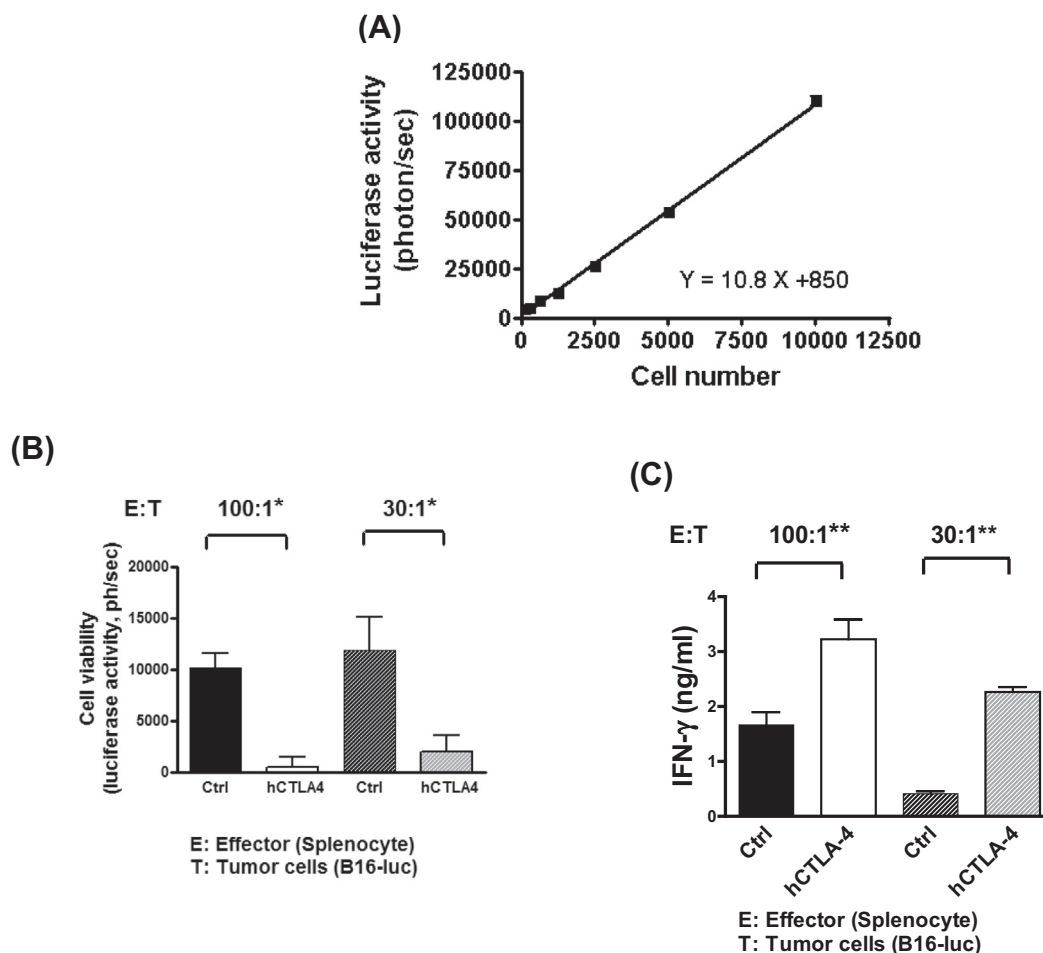 (A)
Luciferase activity
(photon/sec)
125000
100000
75000
50000
25000
0
Y = 10.8 X +850
0 2500 5000 7500 10000 12500
Cell number
(B)
E:T 100:1* 30:1*
Cell viability
(luciferase activity, ph/sec)
20000
15000
10000
5000
0
Ctrl hCTLA4 Ctrl hCTLA4
E: Effector (Splenocyte)
T: Tumor cells (B16-luc)
(C)
E:T 100:1** 30:1**
IFN-γ (ng/ml)
4
3
2
1
0
Ctrl hCTLA-4 Ctrl hCTLA-4
E: Effector (Splenocyte)
T: Tumor cells (B16-luc)